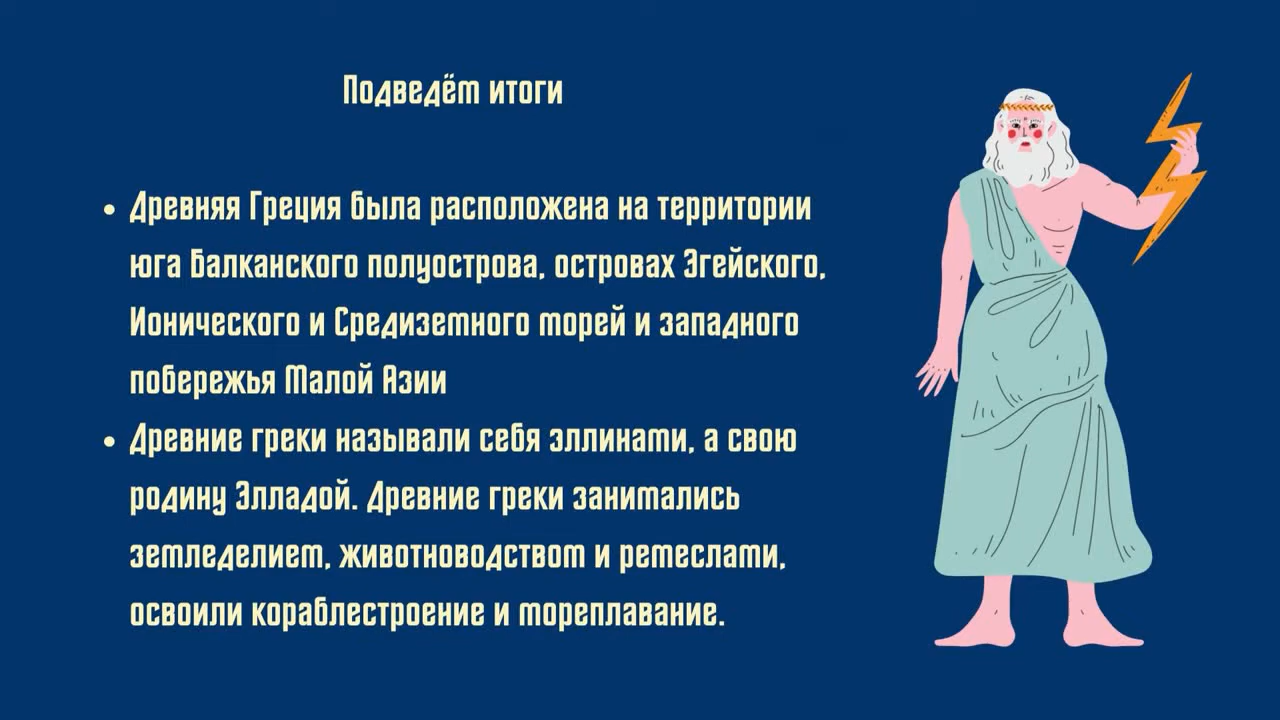 Подведём итоги
• Древняя Греция была расположена на территории
юга Балканского полуострова, островах Эгейского,
Ионического и Средиземного морей и западного
побережья Малой Азии
• Древние греки называли себя эллинами, а свою
родину Элладой. Древние греки занимались
земледелием, животноводством и ремеслами,
освоили кораблестроение и мореплавание.